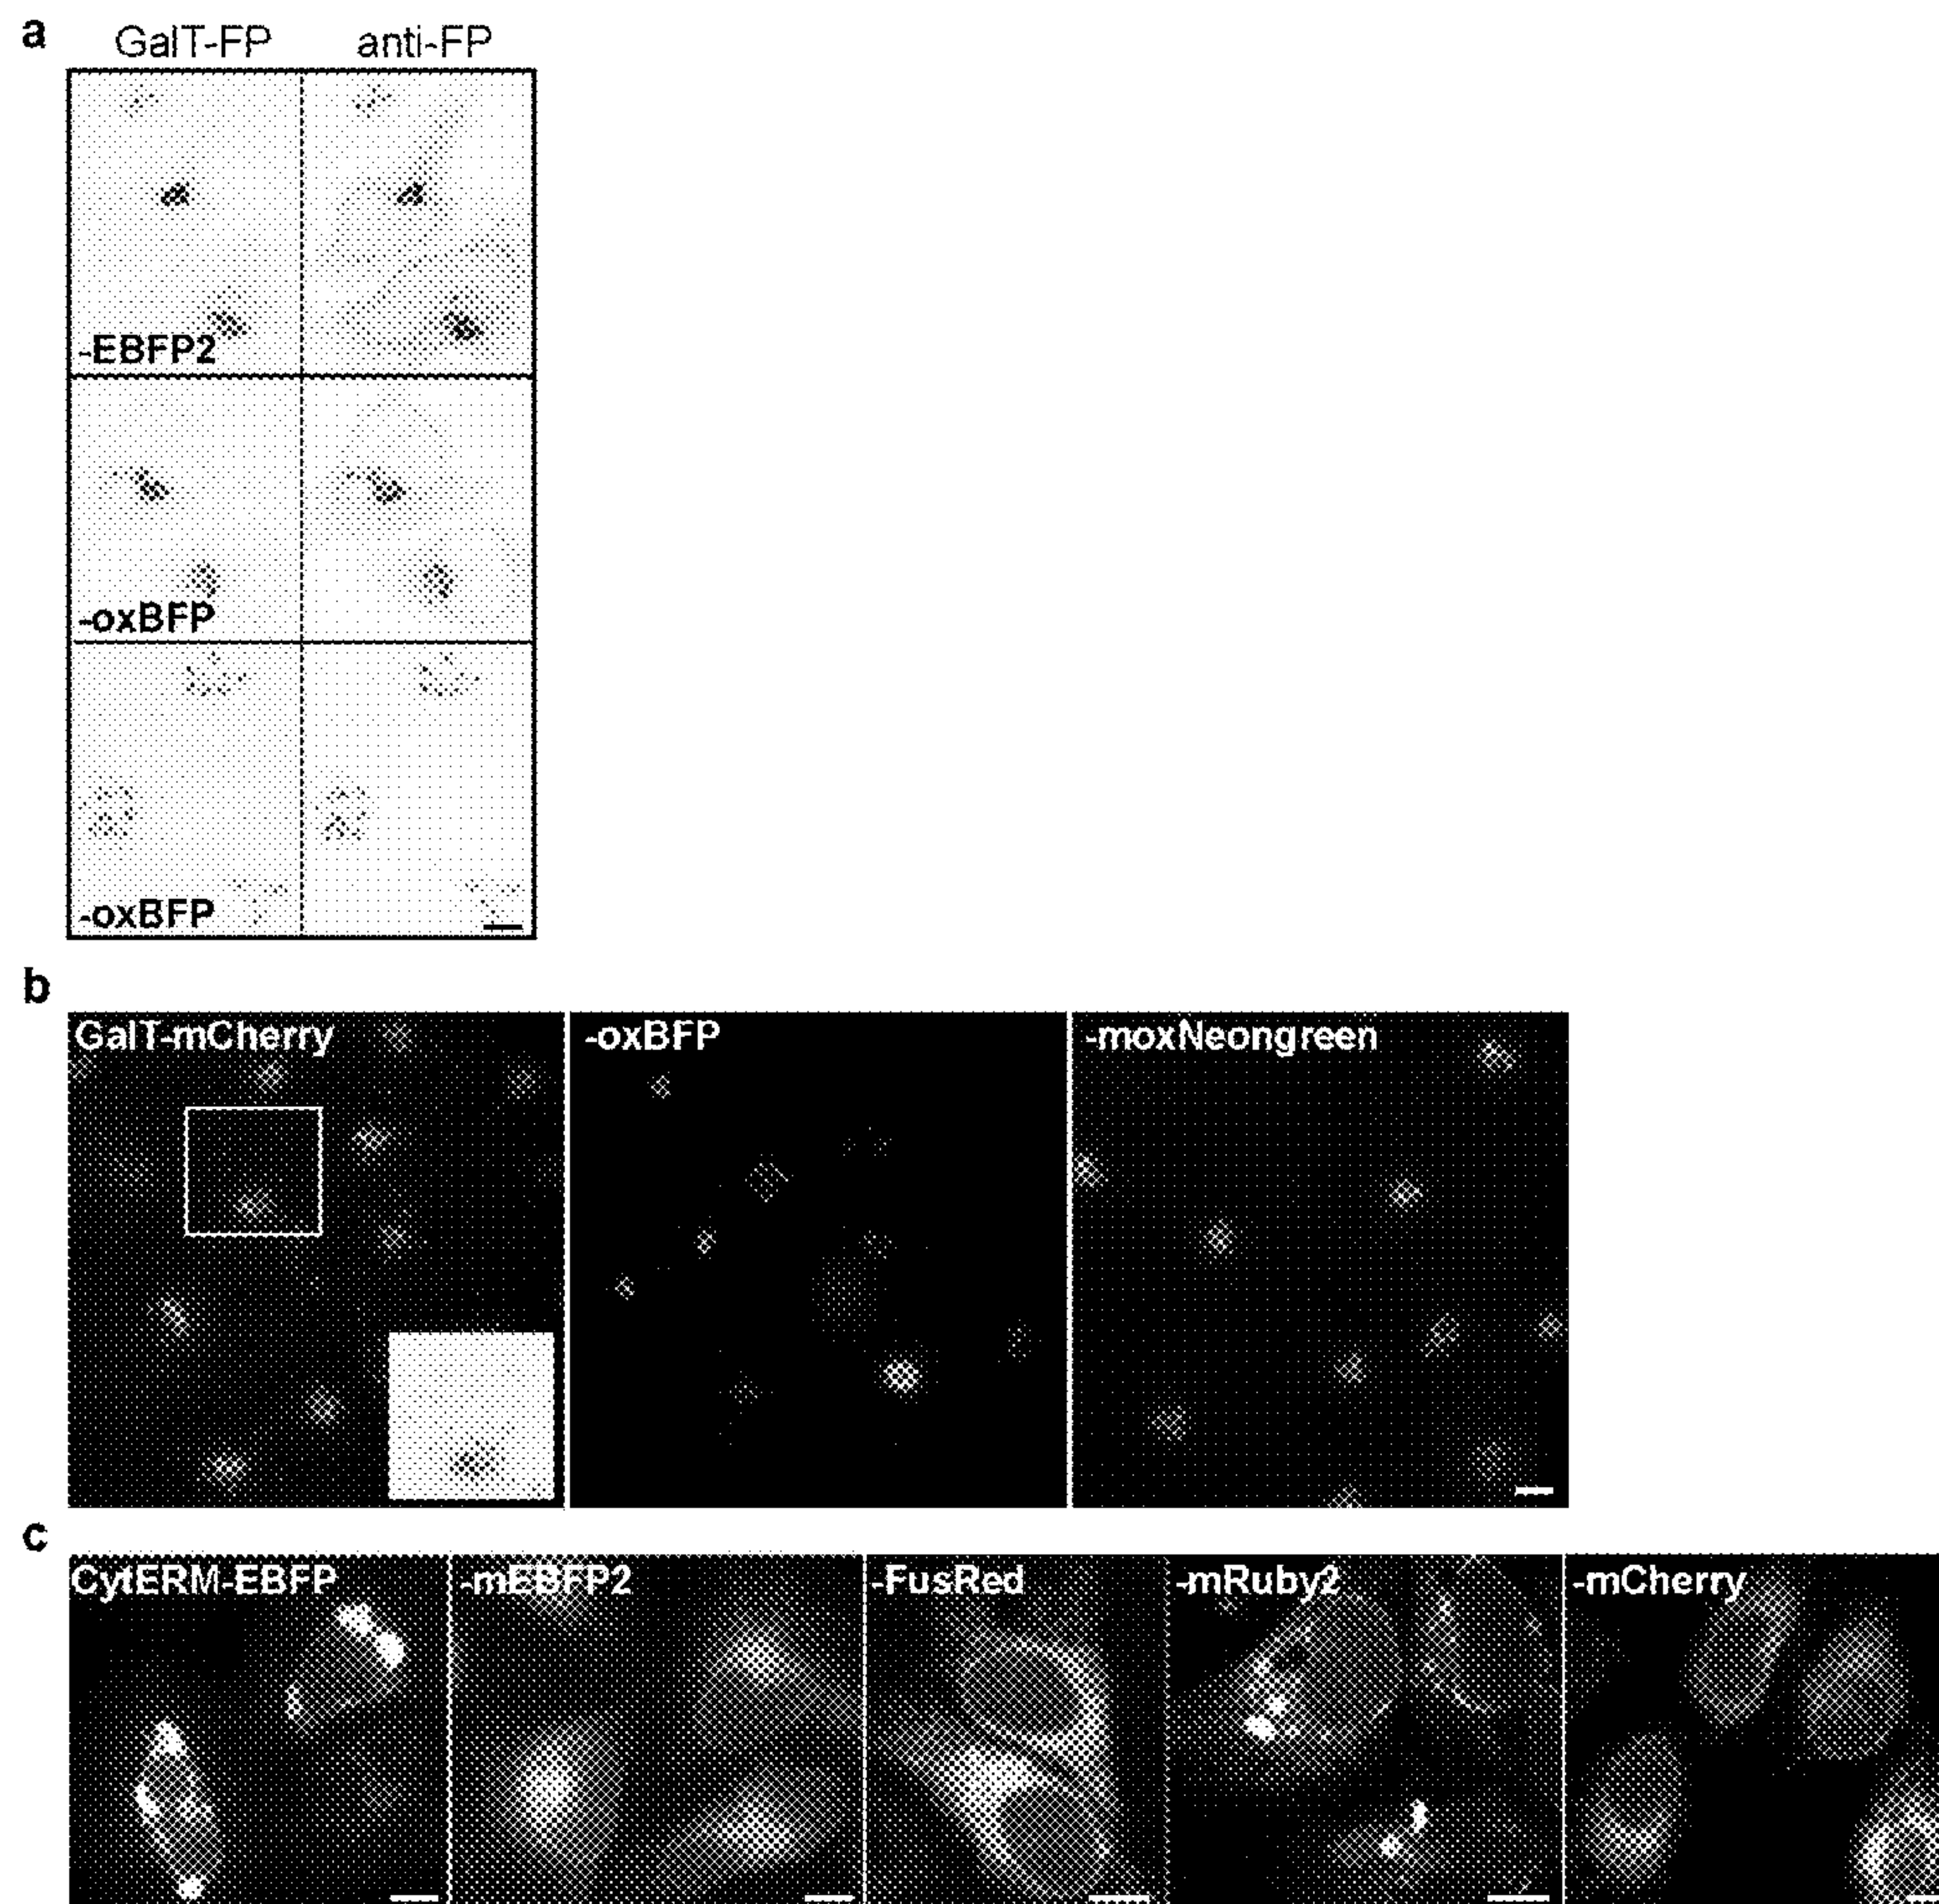 a
GalT-FP anti-FP
-EBFP2
-oxBFP
-oxBFP
b
GalT-mCherry -oxBFP -moxNeongreen
c
CytERM-EBFP -mEBFP2 -FusRed -mRuby2 -mCherry